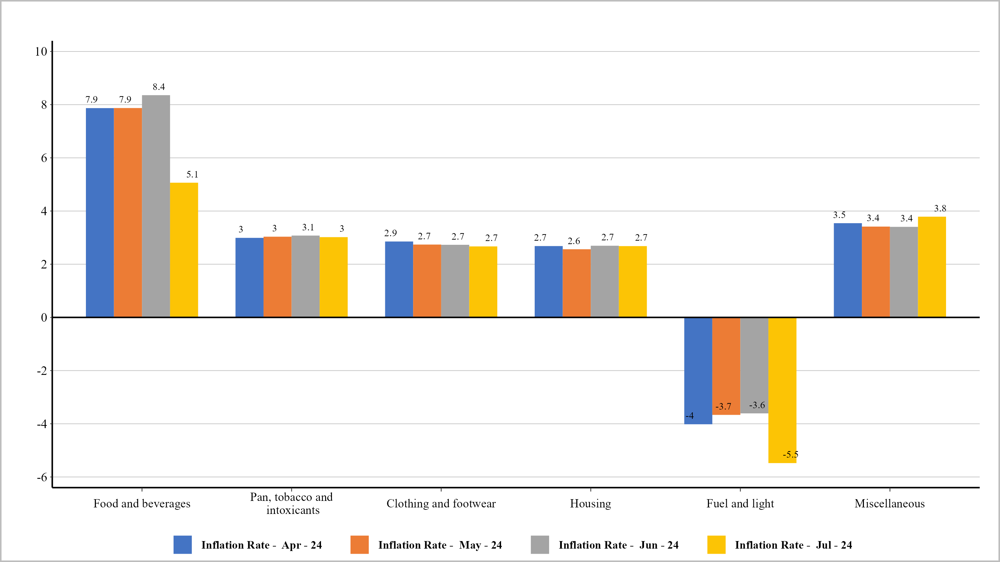 10
8
6
4
2
0
-2
-4
-6
7.9 7.9 8.4 5.1
3 3 3.1 3
2.9 2.7 2.7 2.7
2.7 2.6 2.7 2.7
-4 -3.7 -3.6 -5.5
3.5 3.4 3.4 3.8
Food and beverages
Pan, tobacco and
intoxicants
Clothing and footwear
Housing
Fuel and light
Miscellaneous
Inflation Rate - Apr - 24
Inflation Rate - May - 24
Inflation Rate - Jun - 24
Inflation Rate - Jul - 24